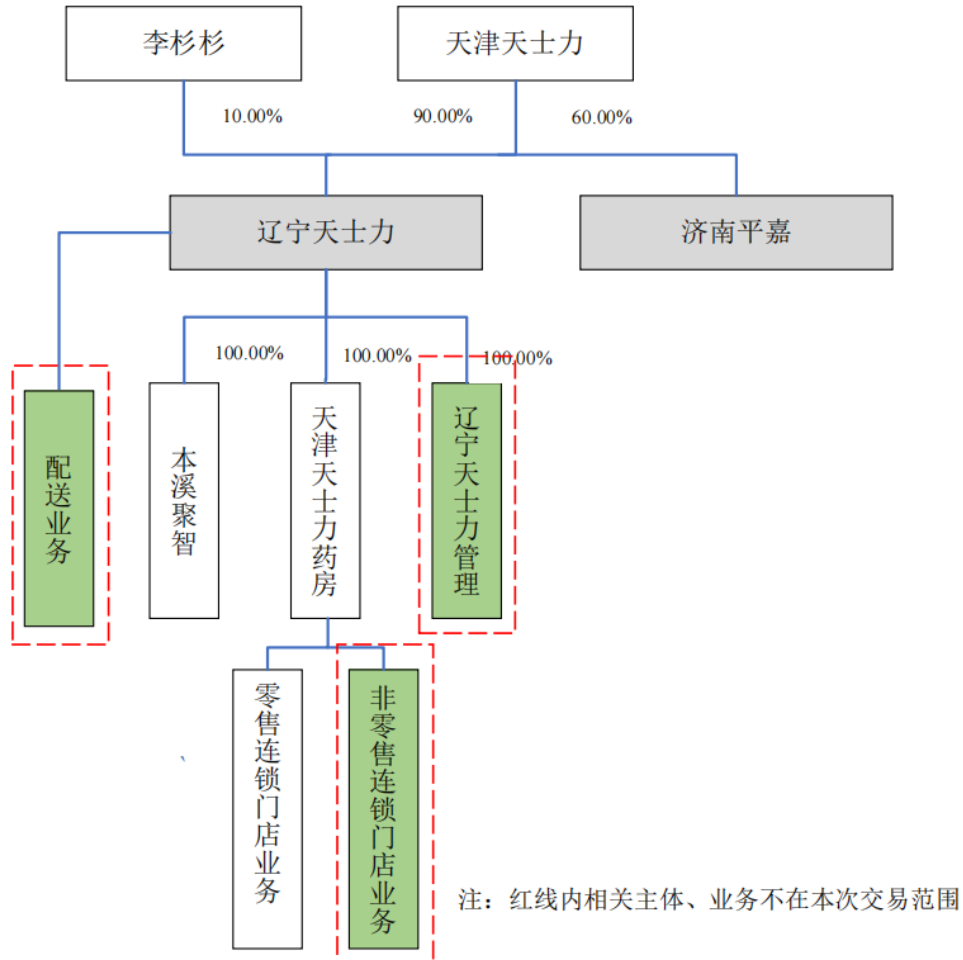 李杉杉
天津天士力
10.00%
90.00%
60.00%
辽宁天士力
济南平嘉
100.00%
100.00%
100.00%
配送业务
本溪聚智
天津天士力药房
辽宁天士力管理
零售连锁门店业务
非零售连锁门店业务
注：红线内相关主体、业务不在本次交易范围